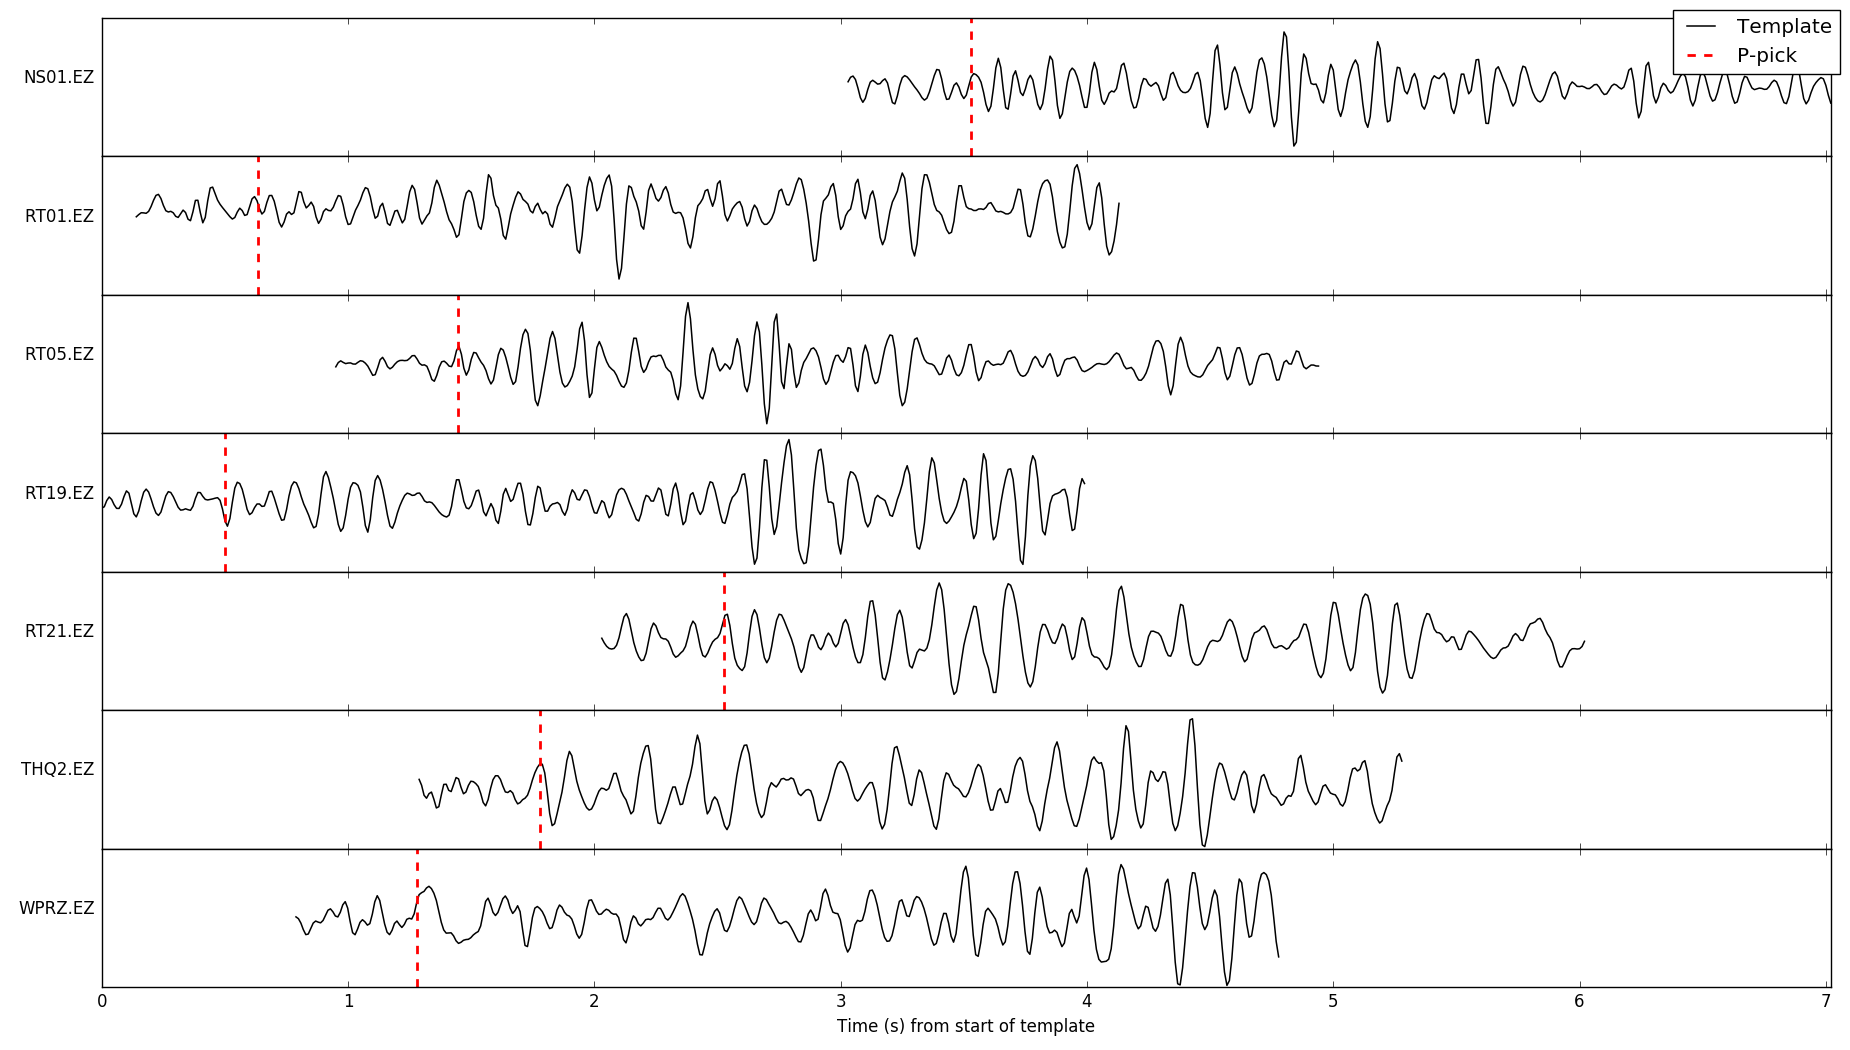 Template
P-pick
NS01.EZ
RT01.EZ
RT05.EZ
RT19.EZ
RT21.EZ
THQ2.EZ
WPRZ.EZ
0 1 2 3 4 5 6 7
Time (s) from start of template